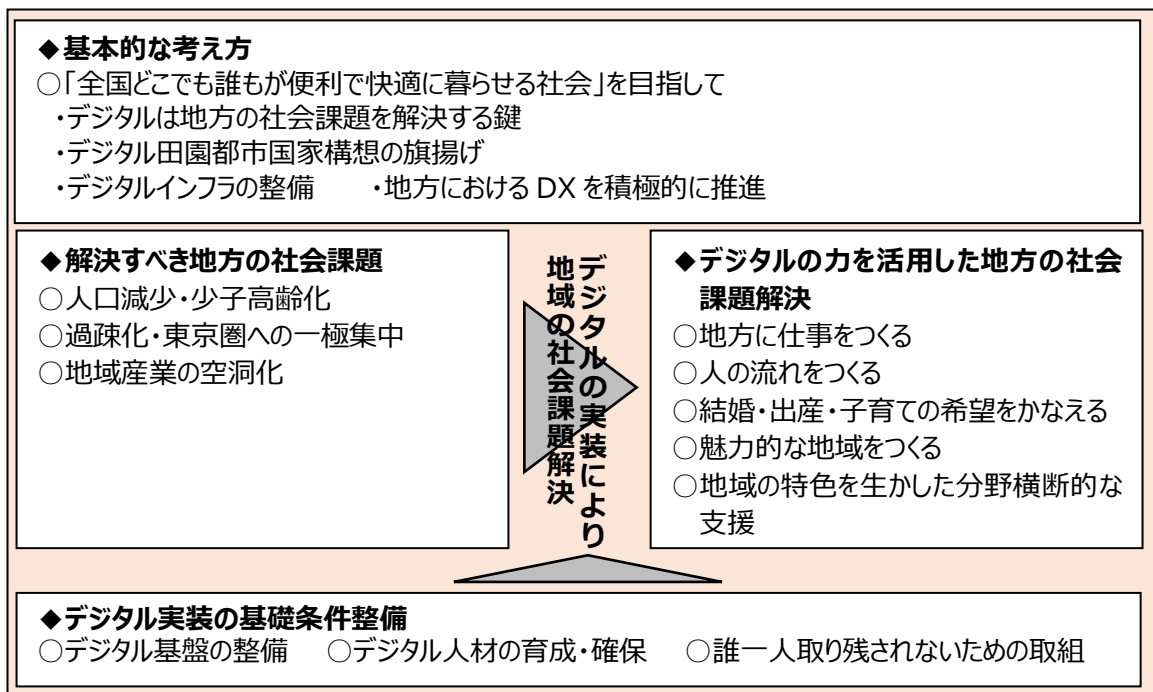 ◆基本的な考え方
○「全国どこでも誰もが便利で快適に暮らせる社会」を目指して
・デジタルは地方の社会課題を解決する鍵
・デジタル田園都市国家構想の旗揚げ
・デジタルインフラの整備　　・地方における DX を積極的に推進
◆解決すべき地方の社会課題
○人口減少・少子高齢化
○過疎化・東京圏への一極集中
○地域産業の空洞化
デジタルの実装により
地域の社会課題解決
◆デジタルの力を活用した地方の社会
課題解決
○地方に仕事をつくる
○人の流れをつくる
○結婚・出産・子育ての希望をかなえる
○魅力的な地域をつくる
○地域の特色を生かした分野横断的な
支援
◆デジタル実装の基礎条件整備
○デジタル基盤の整備　○デジタル人材の育成・確保　○誰一人取り残されないための取組